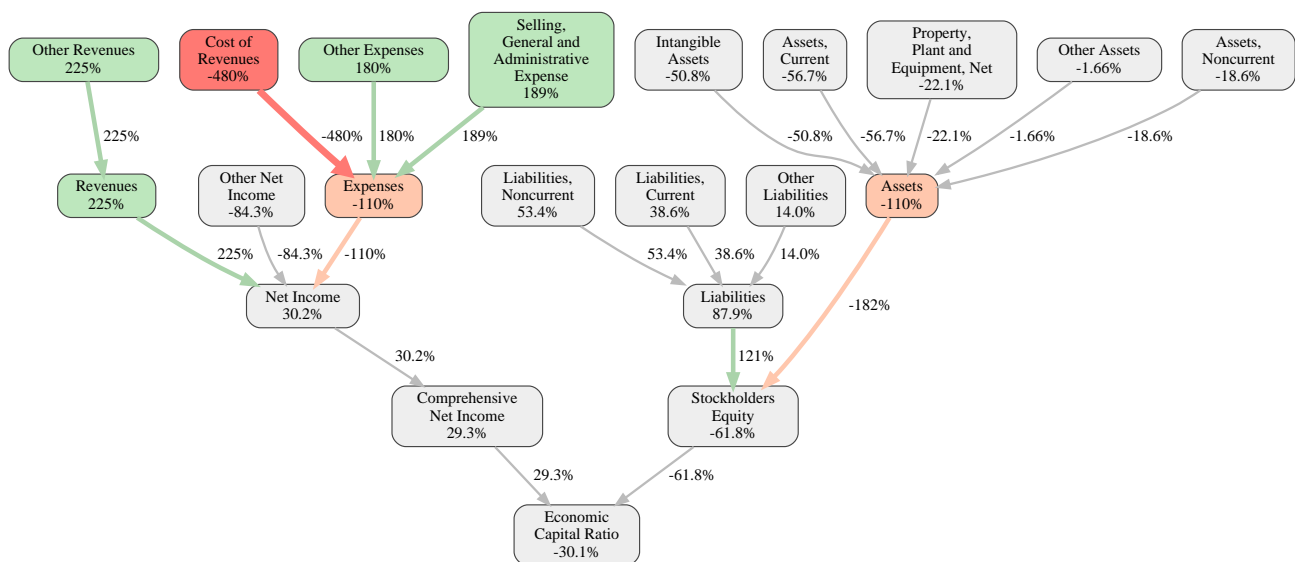 Other Revenues
225%
Cost of
Revenues
-480%
Other Expenses
180%
Selling,
General and
Administrative
Expense
189%
Intangible
Assets
-50.8%
Assets,
Current
-56.7%
Property,
Plant and
Equipment, Net
-22.1%
Other Assets
-1.66%
Assets,
Noncurrent
-18.6%
225%
-480%
180%
189%
-50.8%
-56.7%
-22.1%
-1.66%
-18.6%
Revenues
225%
Other Net
Income
-84.3%
Expenses
-110%
Liabilities,
Noncurrent
53.4%
Liabilities,
Current
38.6%
Other
Liabilities
14.0%
Assets
-110%
225%
-84.3%
-110%
53.4%
38.6%
14.0%
-182%
Net Income
30.2%
Liabilities
87.9%
30.2%
121%
Comprehensive
Net Income
29.3%
Stockholders
Equity
-61.8%
29.3%
-61.8%
Economic
Capital Ratio
-30.1%